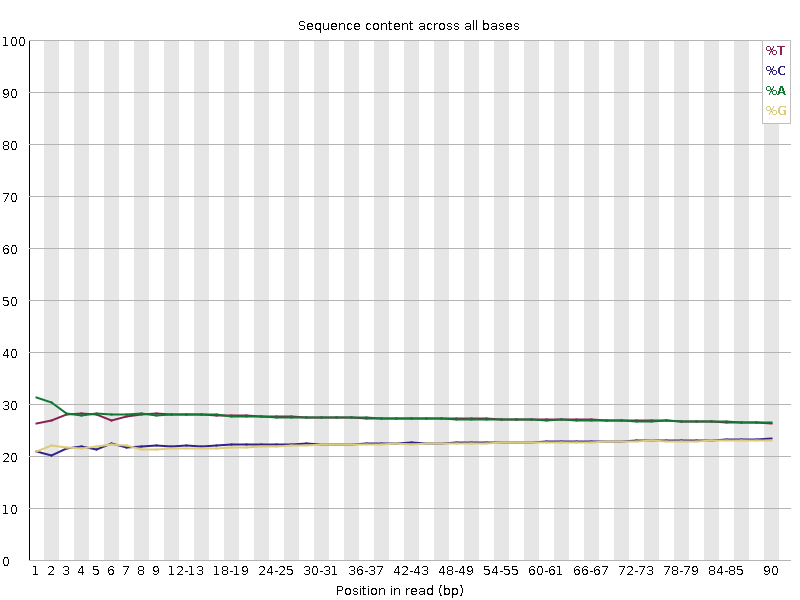 Sequence content across all bases
100
90
80
70
60
50
40
30
20
10
0
%T
%C
%A
%G
1 2 3 4 5 6 7 8 9 12-13 18-19 24-25 30-31 36-37 42-43 48-49 54-55 60-61 66-67 72-73 78-79 84-85 90
Position in read (bp)